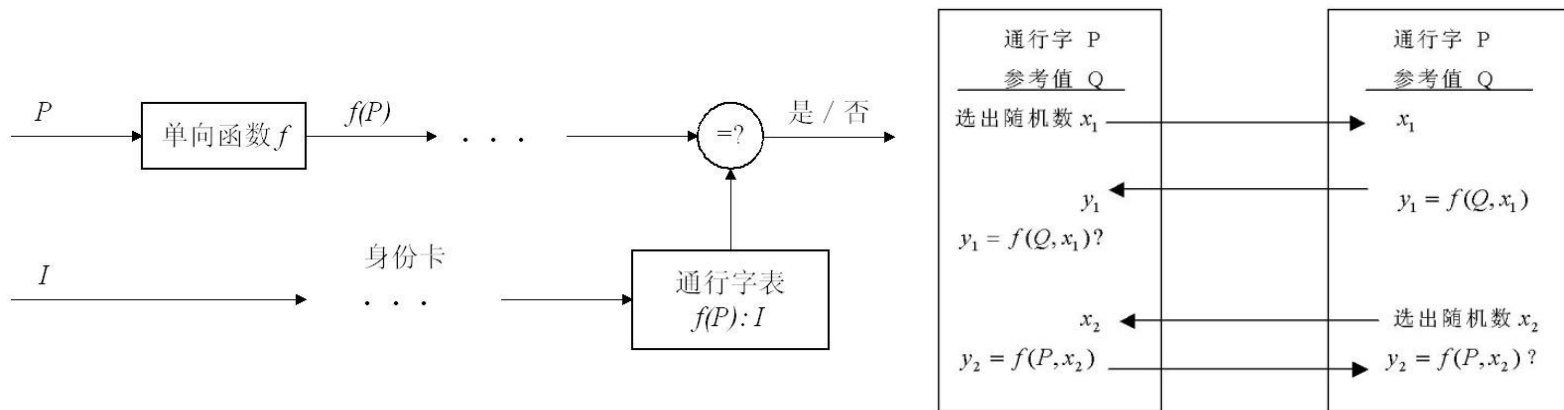 P
单向函数 f
f(P)
. . .
=?
是 / 否
I
身份卡
. . .
通行字表
f(P): I
通行字 P
参考值 Q
选出随机数 x₁
y₁
y₁ = f(Q, x₁)?
x₂
y₂ = f(P, x₂)
通行字 P
参考值 Q
x₁
y₁ = f(Q, x₁)
选出随机数 x₂
y₂ = f(P, x₂)?